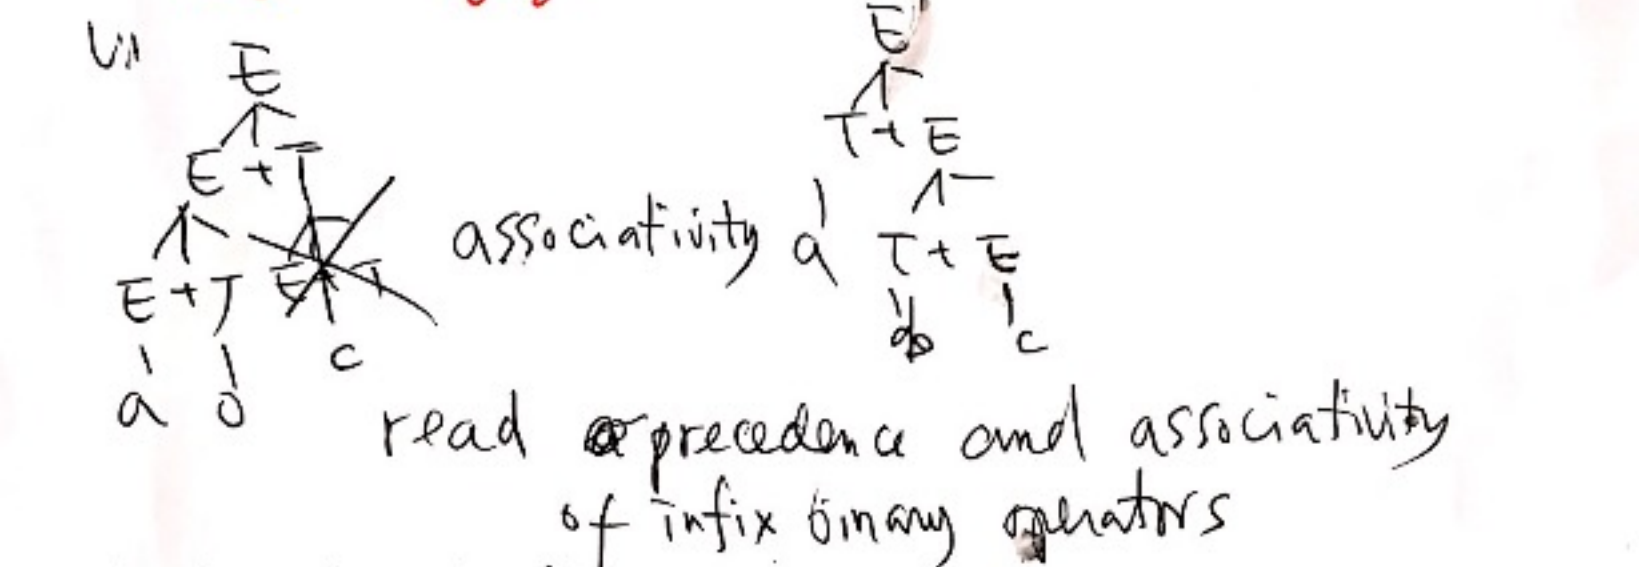 E
E
E + T
T + E
associativity
a
E + T
T + E
c
c
a
b
read precedence and associativity
of infix binary operators